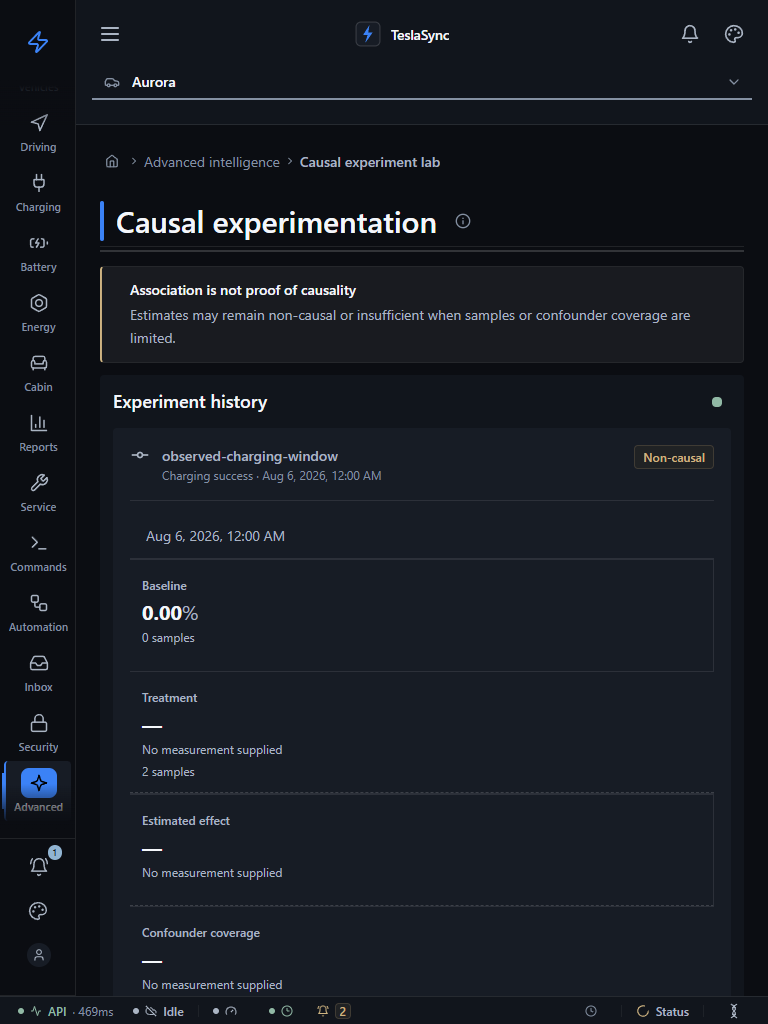 TeslaSync
Aurora
Advanced intelligence
Causal experiment lab
Causal experimentation
Association is not proof of causality
Estimates may remain non-causal or insufficient when samples or confounder coverage are
limited.
Experiment history
observed-charging-window
Charging success · Aug 6, 2026, 12:00 AM
Non-causal
Aug 6, 2026, 12:00 AM
Baseline
0.00%
0 samples
Treatment
—
No measurement supplied
2 samples
Estimated effect
—
No measurement supplied
Confounder coverage
—
No measurement supplied
Driving
Charging
Battery
Energy
Cabin
Reports
Service
Commands
Automation
Inbox
Security
Advanced
1
API · 469ms
Idle
2
Status